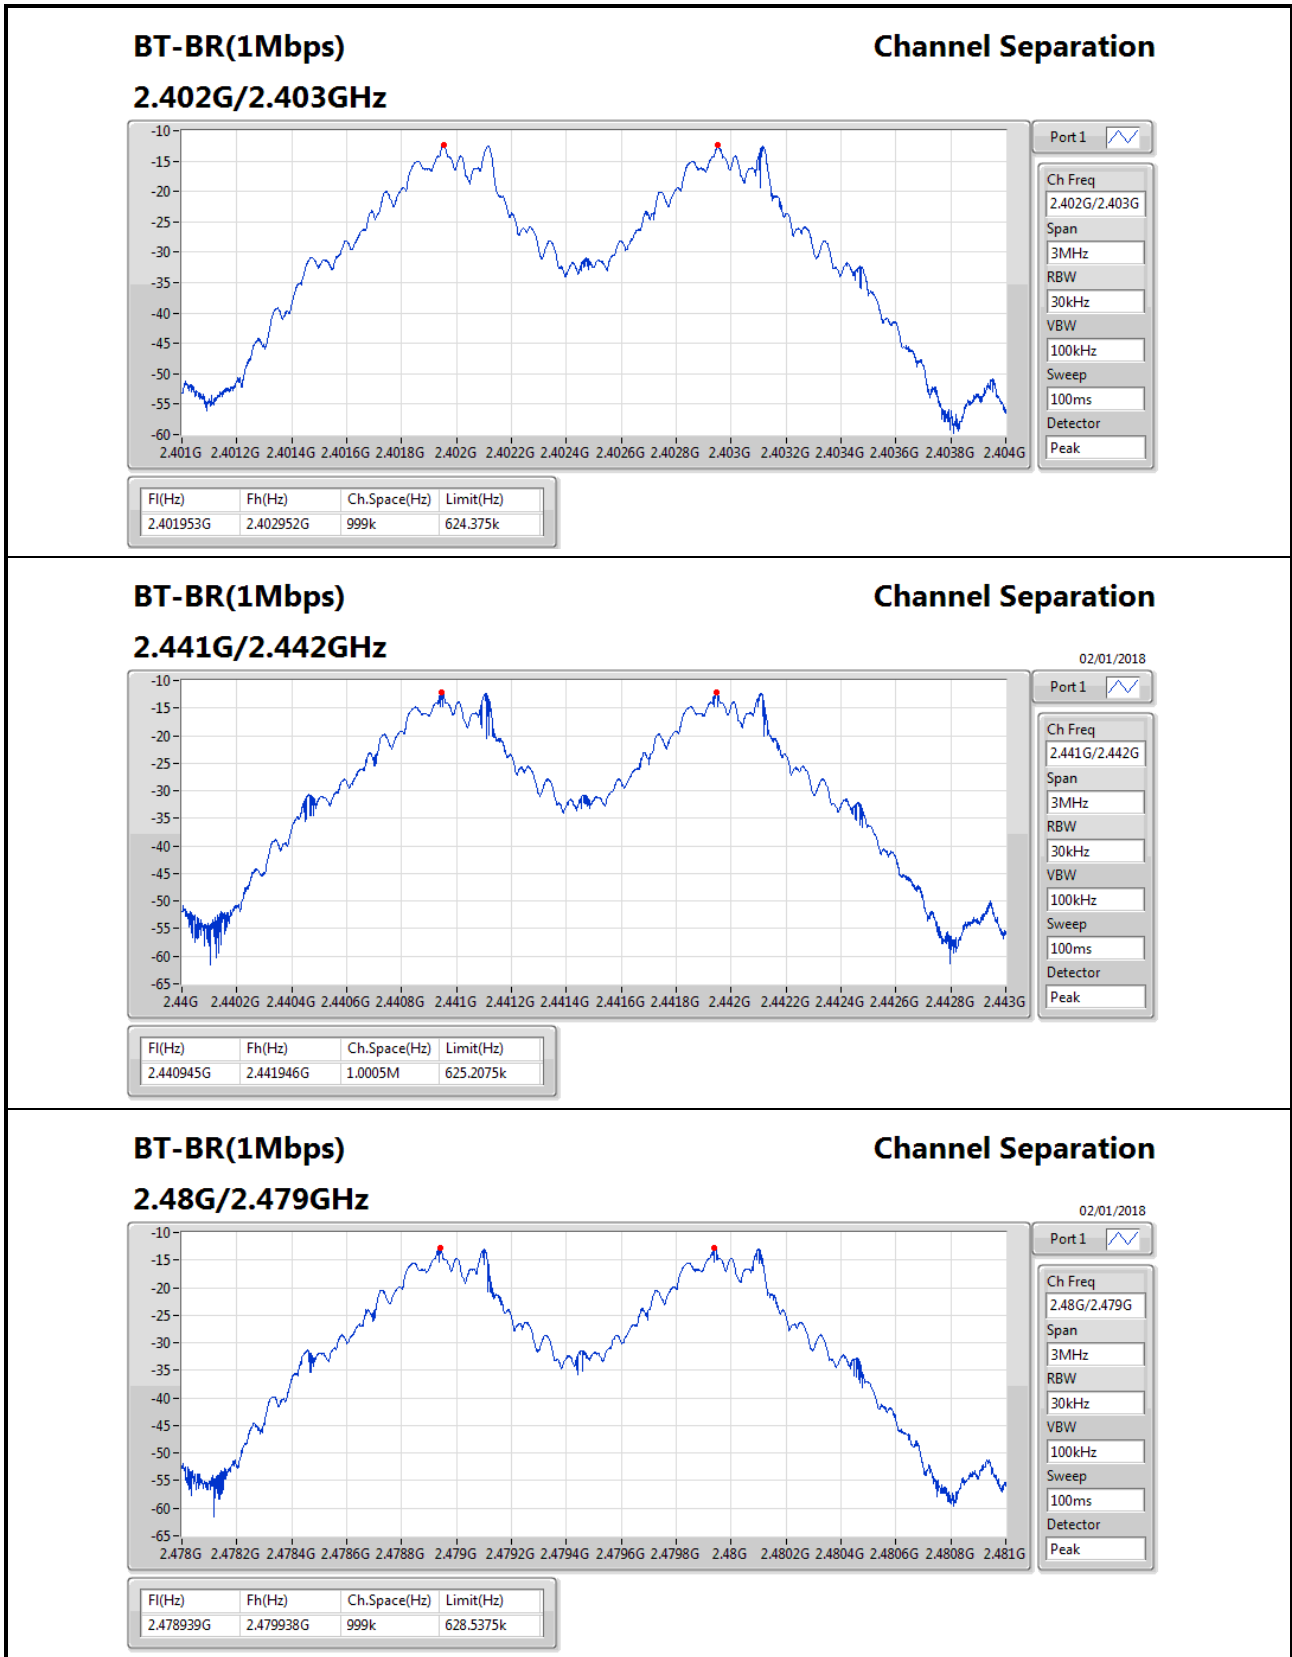 BT-BR(1Mbps) Channel Separation
2.402G/2.403GHz
Port 1
-10
-15
-20
-25
-30
-35
-40
-45
-50
-55
-60
2.401G 2.4012G 2.4014G 2.4016G 2.4018G 2.402G 2.4022G 2.4024G 2.4026G 2.4028G 2.403G 2.4032G 2.4034G 2.4036G 2.4038G 2.404G
Ch Freq
2.402G/2.403G
Span
3MHz
RBW
30kHz
VBW
100kHz
Sweep
100ms
Detector
Peak
Fl(Hz) Fh(Hz) Ch.Space(Hz) Limit(Hz)
2.401953G 2.402952G 999k 624.375k
BT-BR(1Mbps) Channel Separation
2.441G/2.442GHz
02/01/2018
Port 1
-10
-15
-20
-25
-30
-35
-40
-45
-50
-55
-60
-65
2.44G 2.4402G 2.4404G 2.4406G 2.4408G 2.441G 2.4412G 2.4414G 2.4416G 2.4418G 2.442G 2.4422G 2.4424G 2.4426G 2.4428G 2.443G
Ch Freq
2.441G/2.442G
Span
3MHz
RBW
30kHz
VBW
100kHz
Sweep
100ms
Detector
Peak
Fl(Hz) Fh(Hz) Ch.Space(Hz) Limit(Hz)
2.440945G 2.441946G 1.0005M 625.2075k
BT-BR(1Mbps) Channel Separation
2.48G/2.479GHz
02/01/2018
Port 1
-10
-15
-20
-25
-30
-35
-40
-45
-50
-55
-60
-65
2.478G 2.4782G 2.4784G 2.4786G 2.4788G 2.479G 2.4792G 2.4794G 2.4796G 2.4798G 2.48G 2.4802G 2.4804G 2.4806G 2.4808G 2.481G
Ch Freq
2.48G/2.479G
Span
3MHz
RBW
30kHz
VBW
100kHz
Sweep
100ms
Detector
Peak
Fl(Hz) Fh(Hz) Ch.Space(Hz) Limit(Hz)
2.478939G 2.479938G 999k 628.5375k